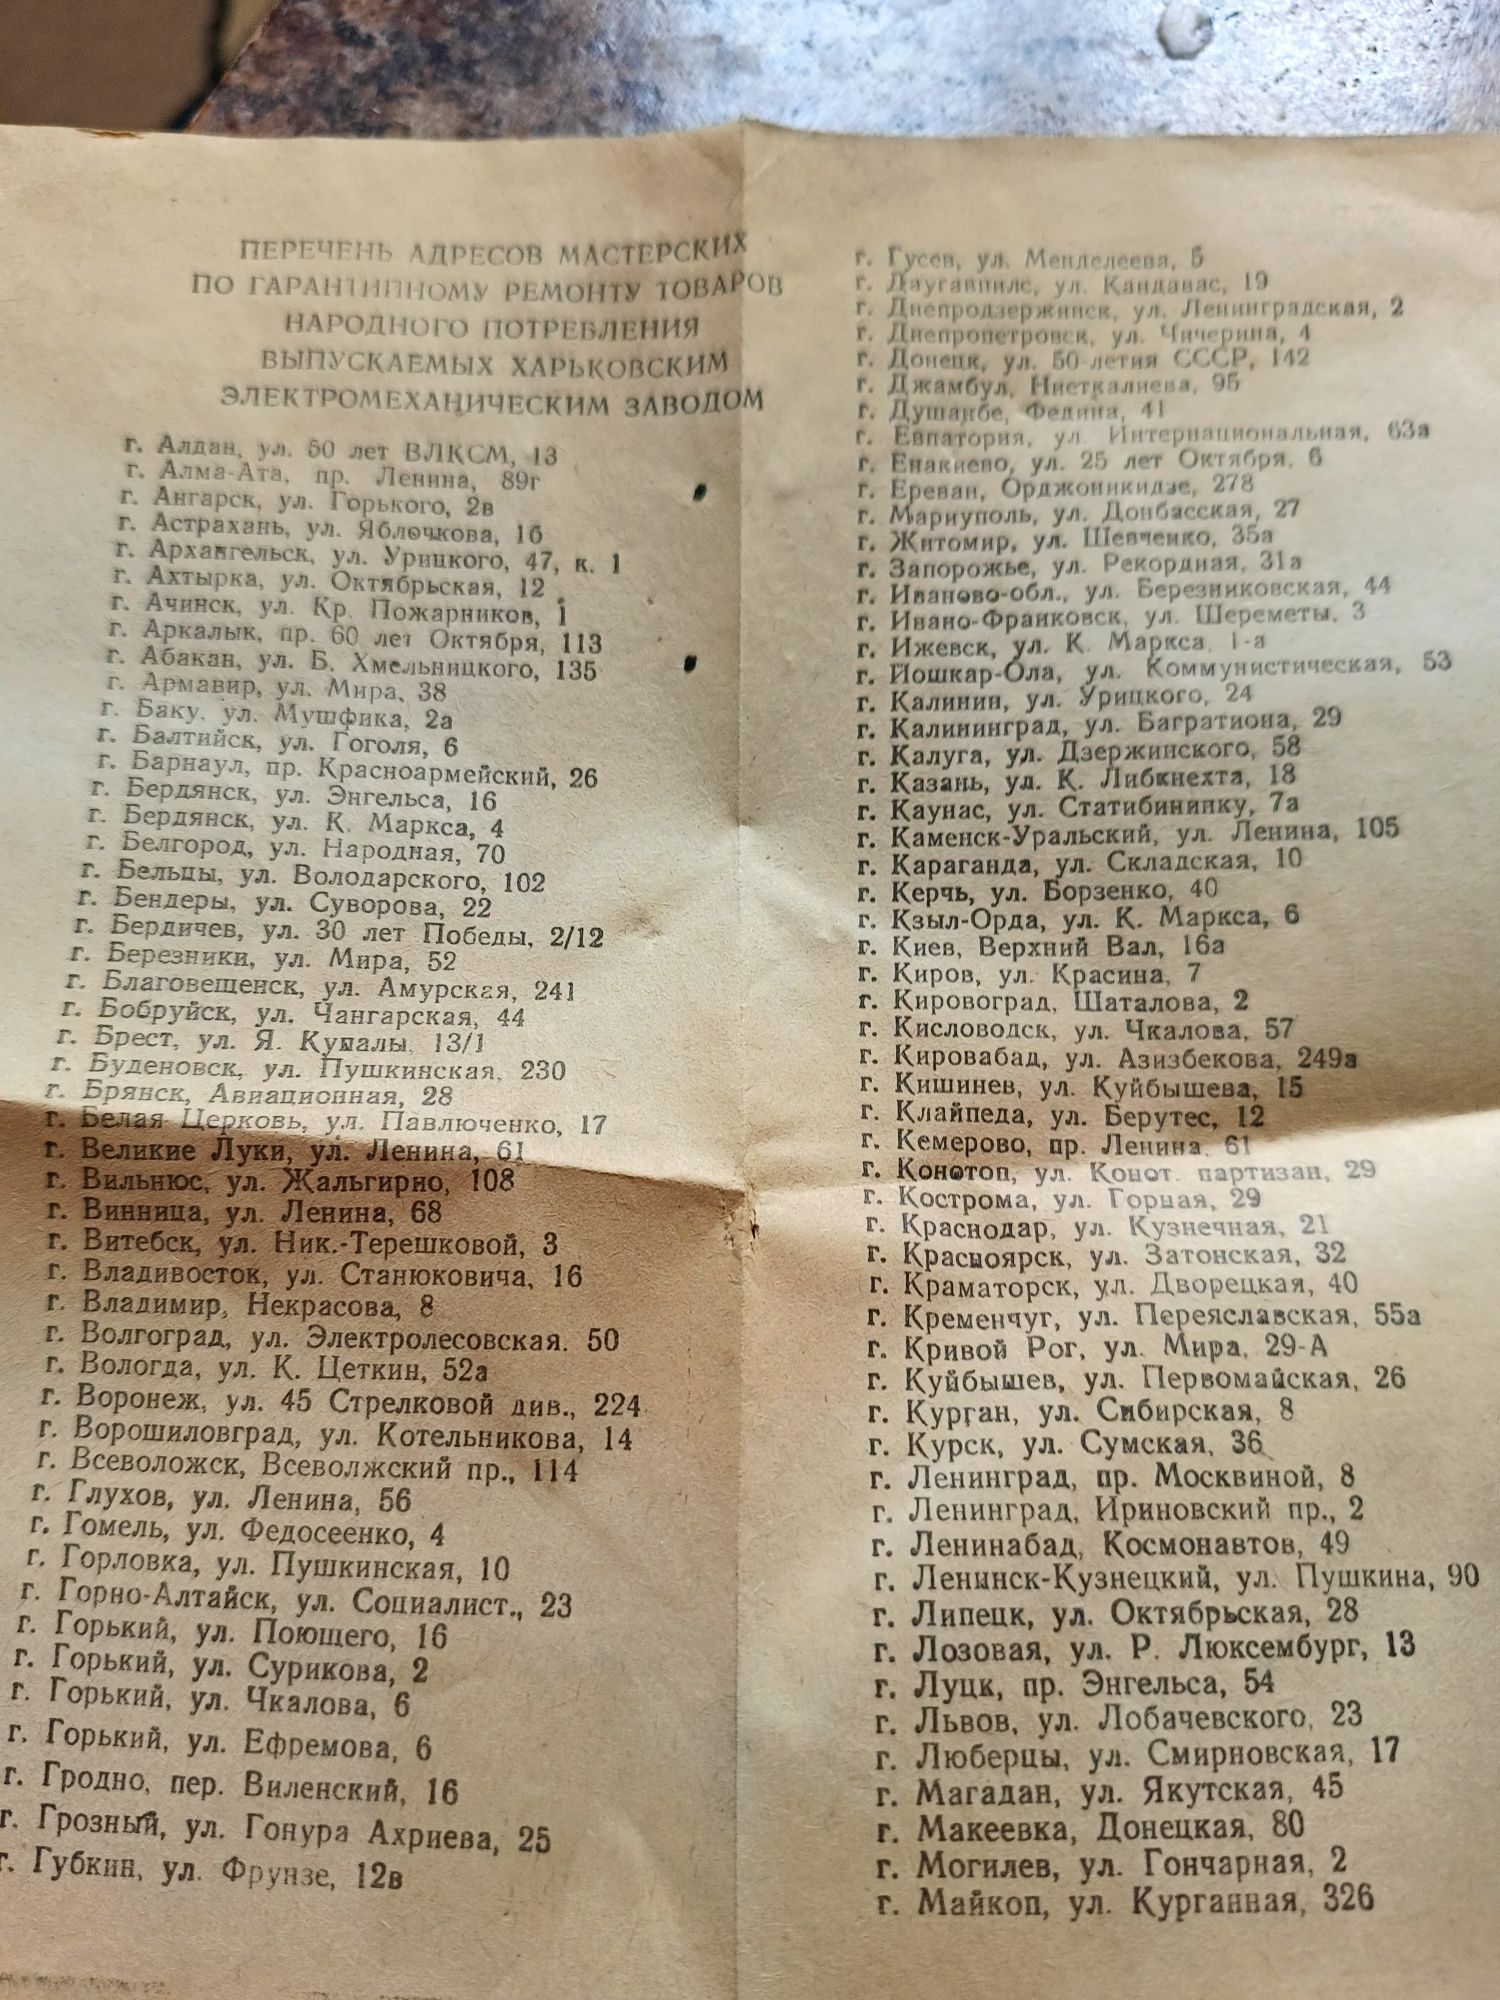 ПЕРЕЧЕНЬ АДРЕСОВ МАСТЕРСКИХ
ПО ГАРАНТИЙНОМУ РЕМОНТУ ТОВАРОВ
НАРОДНОГО ПОТРЕБЛЕНИЯ
ВЫПУСКАЕМЫХ ХАРЬКОВСКИМ
ЭЛЕКТРОМЕХАНИЧЕСКИМ ЗАВОДОМ
г. Алдан, ул. 50 лет ВЛКСМ, 13
г. Алма-Ата, пр. Ленина, 89г
г. Ангарск, ул. Горького, 2в
г. Астрахань, ул. Яблочкова, 1б
г. Архангельск, ул. Урицкого, 47, к. 1
г. Ахтырка, ул. Октябрьская, 12
г. Ачинск, ул. Кр. Пожарников, 1
г. Аркалык, пр. 60 лет Октября, 113
г. Абакан, ул. Б. Хмельницкого, 135
г. Армавир, ул. Мира, 38
г. Баку, ул. Мушфика, 2а
г. Балтийск, ул. Гоголя, 6
г. Барнаул, пр. Красноармейский, 26
г. Бердянск, ул. Энгельса, 16
г. Бердянск, ул. К. Маркса, 4
г. Белгород, ул. Народная, 70
г. Бельцы, ул. Володарского, 102
г. Бендеры, ул. Суворова, 22
г. Бердичев, ул. 30 лет Победы, 2/12
г. Березники, ул. Мира, 52
г. Благовещенск, ул. Амурская, 241
г. Бобруйск, ул. Чангарская, 44
г. Брест, ул. Я. Купалы, 13/1
г. Буденовск, ул. Пушкинская, 230
г. Брянск, Авиационная, 28
г. Белая Церковь, ул. Павлюченко, 17
г. Великие Луки, ул. Ленина, 61
г. Вильнюс, ул. Жальгирио, 108
г. Винница, ул. Ленина, 68
г. Витебск, ул. Ник.-Терешковой, 3
г. Владивосток, ул. Станюковича, 16
г. Владимир, Некрасова, 8
г. Волгоград, ул. Электролесовская. 50
г. Вологда, ул. К. Цеткин, 52а
г. Воронеж, ул. 45 Стрелковой див., 224
г. Ворошиловград, ул. Котельникова, 14
г. Всеволожск, Всеволжский пр., 114
г. Глухов, ул. Ленина, 56
г. Гомель, ул. Федосеенко, 4
г. Горловка, ул. Пушкинская, 10
г. Горно-Алтайск, ул. Социалист., 23
г. Горький, ул. Поющего, 16
г. Горький, ул. Сурикова, 2
г. Горький, ул. Чкалова, 6
г. Горький, ул. Ефремова, 6
г. Гродно, пер. Виленский, 16
г. Грозный, ул. Гонура Ахриева, 25
г. Губкин, ул. Фрунзе, 12в
г. Гусев, ул. Менделеева, 5
г. Даугавпилс, ул. Кандавас, 19
г. Днепродзержинск, ул. Ленинградская, 2
г. Днепропетровск, ул. Чичерина, 4
г. Донецк, ул. 50-летия СССР, 142
г. Джамбул, Ниеткалиева, 95
г. Душанбе, Федина, 41
г. Евпатория, ул. Интернациональная, 63а
г. Енакиево, ул. 25 лет Октября, 6
г. Ереван, Орджоникидзе, 278
г. Мариуполь, ул. Донбасская, 27
г. Житомир, ул. Шевченко, 35а
г. Запорожье, ул. Рекордная, 31а
г. Иваново-обл., ул. Березниковская, 44
г. Ивано-Франковск, ул. Шереметы, 3
г. Ижевск, ул. К. Маркса, 1-а
г. Йошкар-Ола, ул. Коммунистическая, 53
г. Калинин, ул. Урицкого, 24
г. Калининград, ул. Багратиона, 29
г. Калуга, ул. Дзержинского, 58
г. Казань, ул. К. Либкнехта, 18
г. Каунас, ул. Статибининку, 7а
г. Каменск-Уральский, ул. Ленина, 105
г. Караганда, ул. Складская, 10
г. Керчь, ул. Борзенко, 40
г. Кзыл-Орда, ул. К. Маркса, 6
г. Киев, Верхний Вал, 16а
г. Киров, ул. Красина, 7
г. Кировоград, Шаталова, 2
г. Кисловодск, ул. Чкалова, 57
г. Кировабад, ул. Азизбекова, 249а
г. Кишинев, ул. Куйбышева, 15
г. Клайпеда, ул. Берутес, 12
г. Кемерово, пр. Ленина, 61
г. Конотоп, ул. Конот. партизан, 29
г. Кострома, ул. Горная, 29
г. Краснодар, ул. Кузнечная, 21
г. Красноярск, ул. Затонская, 32
г. Краматорск, ул. Дворецкая, 40
г. Кременчуг, ул. Переяславская, 55а
г. Кривой Рог, ул. Мира, 29-А
г. Куйбышев, ул. Первомайская, 26
г. Курган, ул. Сибирская, 8
г. Курск, ул. Сумская, 36
г. Ленинград, пр. Москвиной, 8
г. Ленинград, Ириновский пр., 2
г. Ленинабад, Космонавтов, 49
г. Ленинск-Кузнецкий, ул. Пушкина, 90
г. Липецк, ул. Октябрьская, 28
г. Лозовая, ул. Р. Люксембург, 13
г. Луцк, пр. Энгельса, 54
г. Львов, ул. Лобачевского, 23
г. Люберцы, ул. Смирновская, 17
г. Магадан, ул. Якутская, 45
г. Макеевка, Донецкая, 80
г. Могилев, ул. Гончарная, 2
г. Майкоп, ул. Курганная, 326